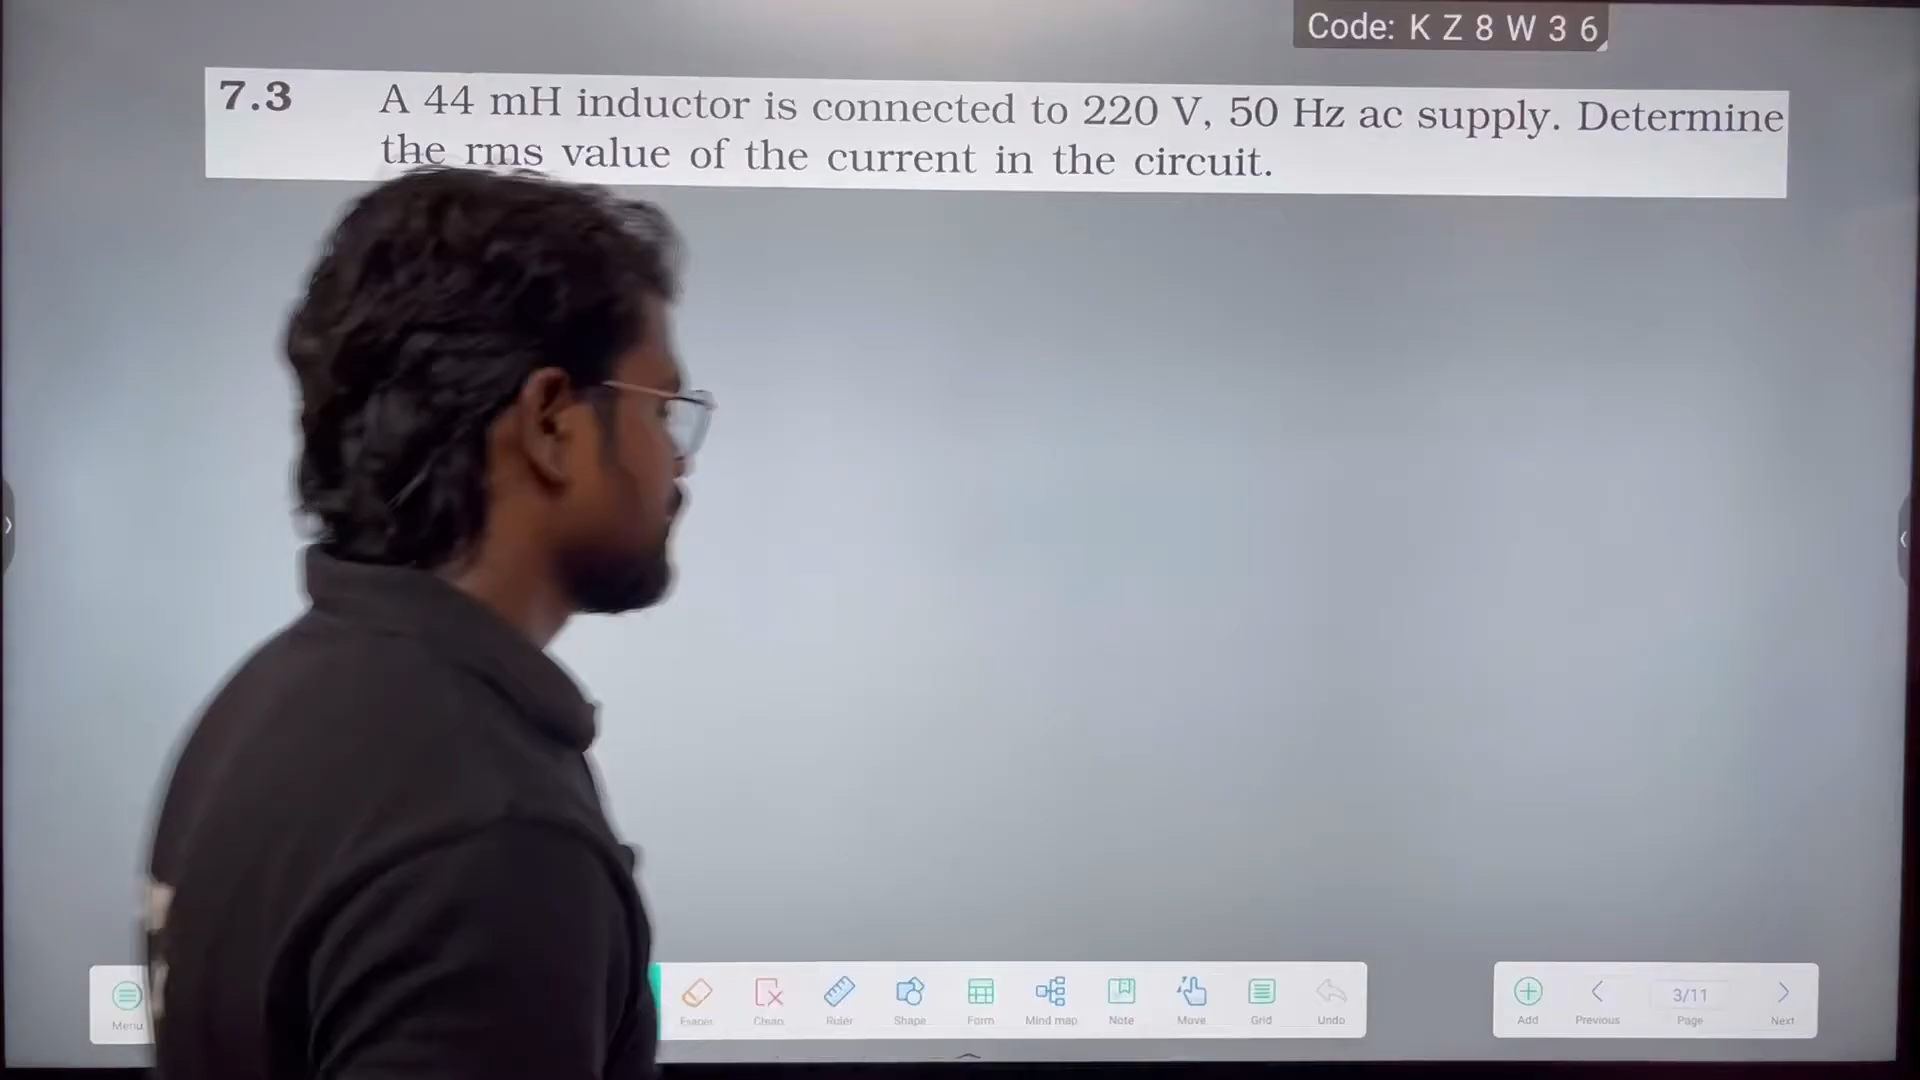 Code: K Z 8 W 3 6
7.3 A 44 mH inductor is connected to 220 V, 50 Hz ac supply. Determine
the rms value of the current in the circuit.
Menu Eraser Clean Ruler Shape Form Mind map Note Move Grid Undo Add Previous 3/11 Page Next